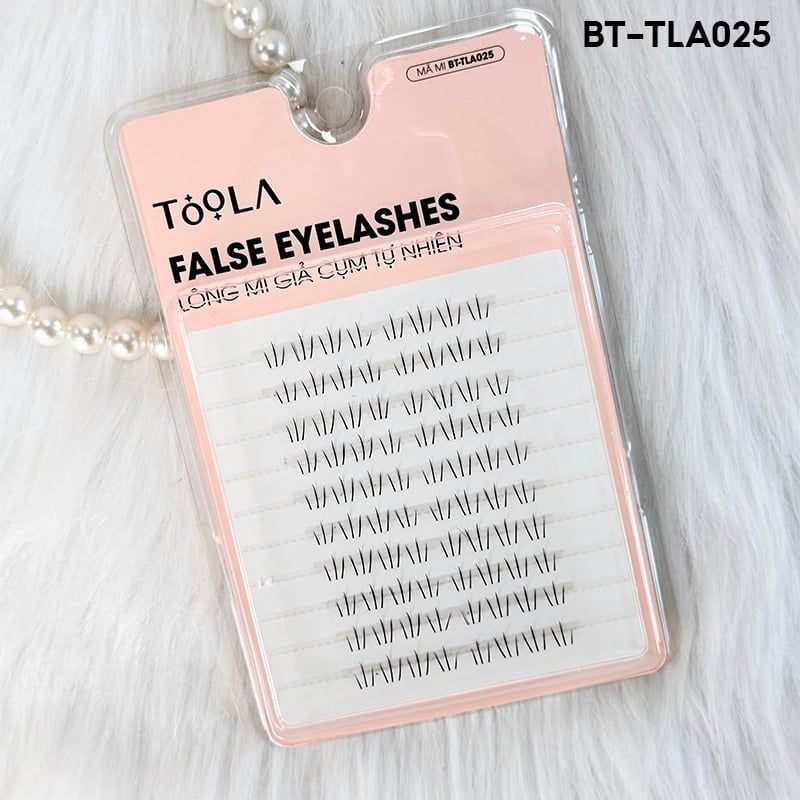 BT-TLA025
MÃ MI BT-TLA025
TOOLA
FALSE EYELASHES
LÔNG MI GIẢ CỤM TỰ NHIÊN